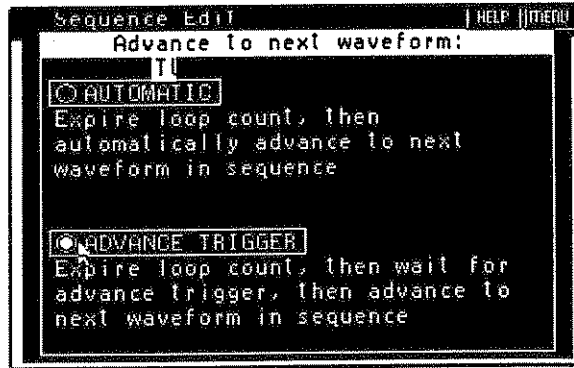 Sequence Edit HELP MENU
Advance to next waveform:
AUTOMATIC
Expire loop count, then
automatically advance to next
waveform in sequence
ADVANCE TRIGGER
Expire loop count, then wait for
advance trigger, then advance to
next waveform in sequence